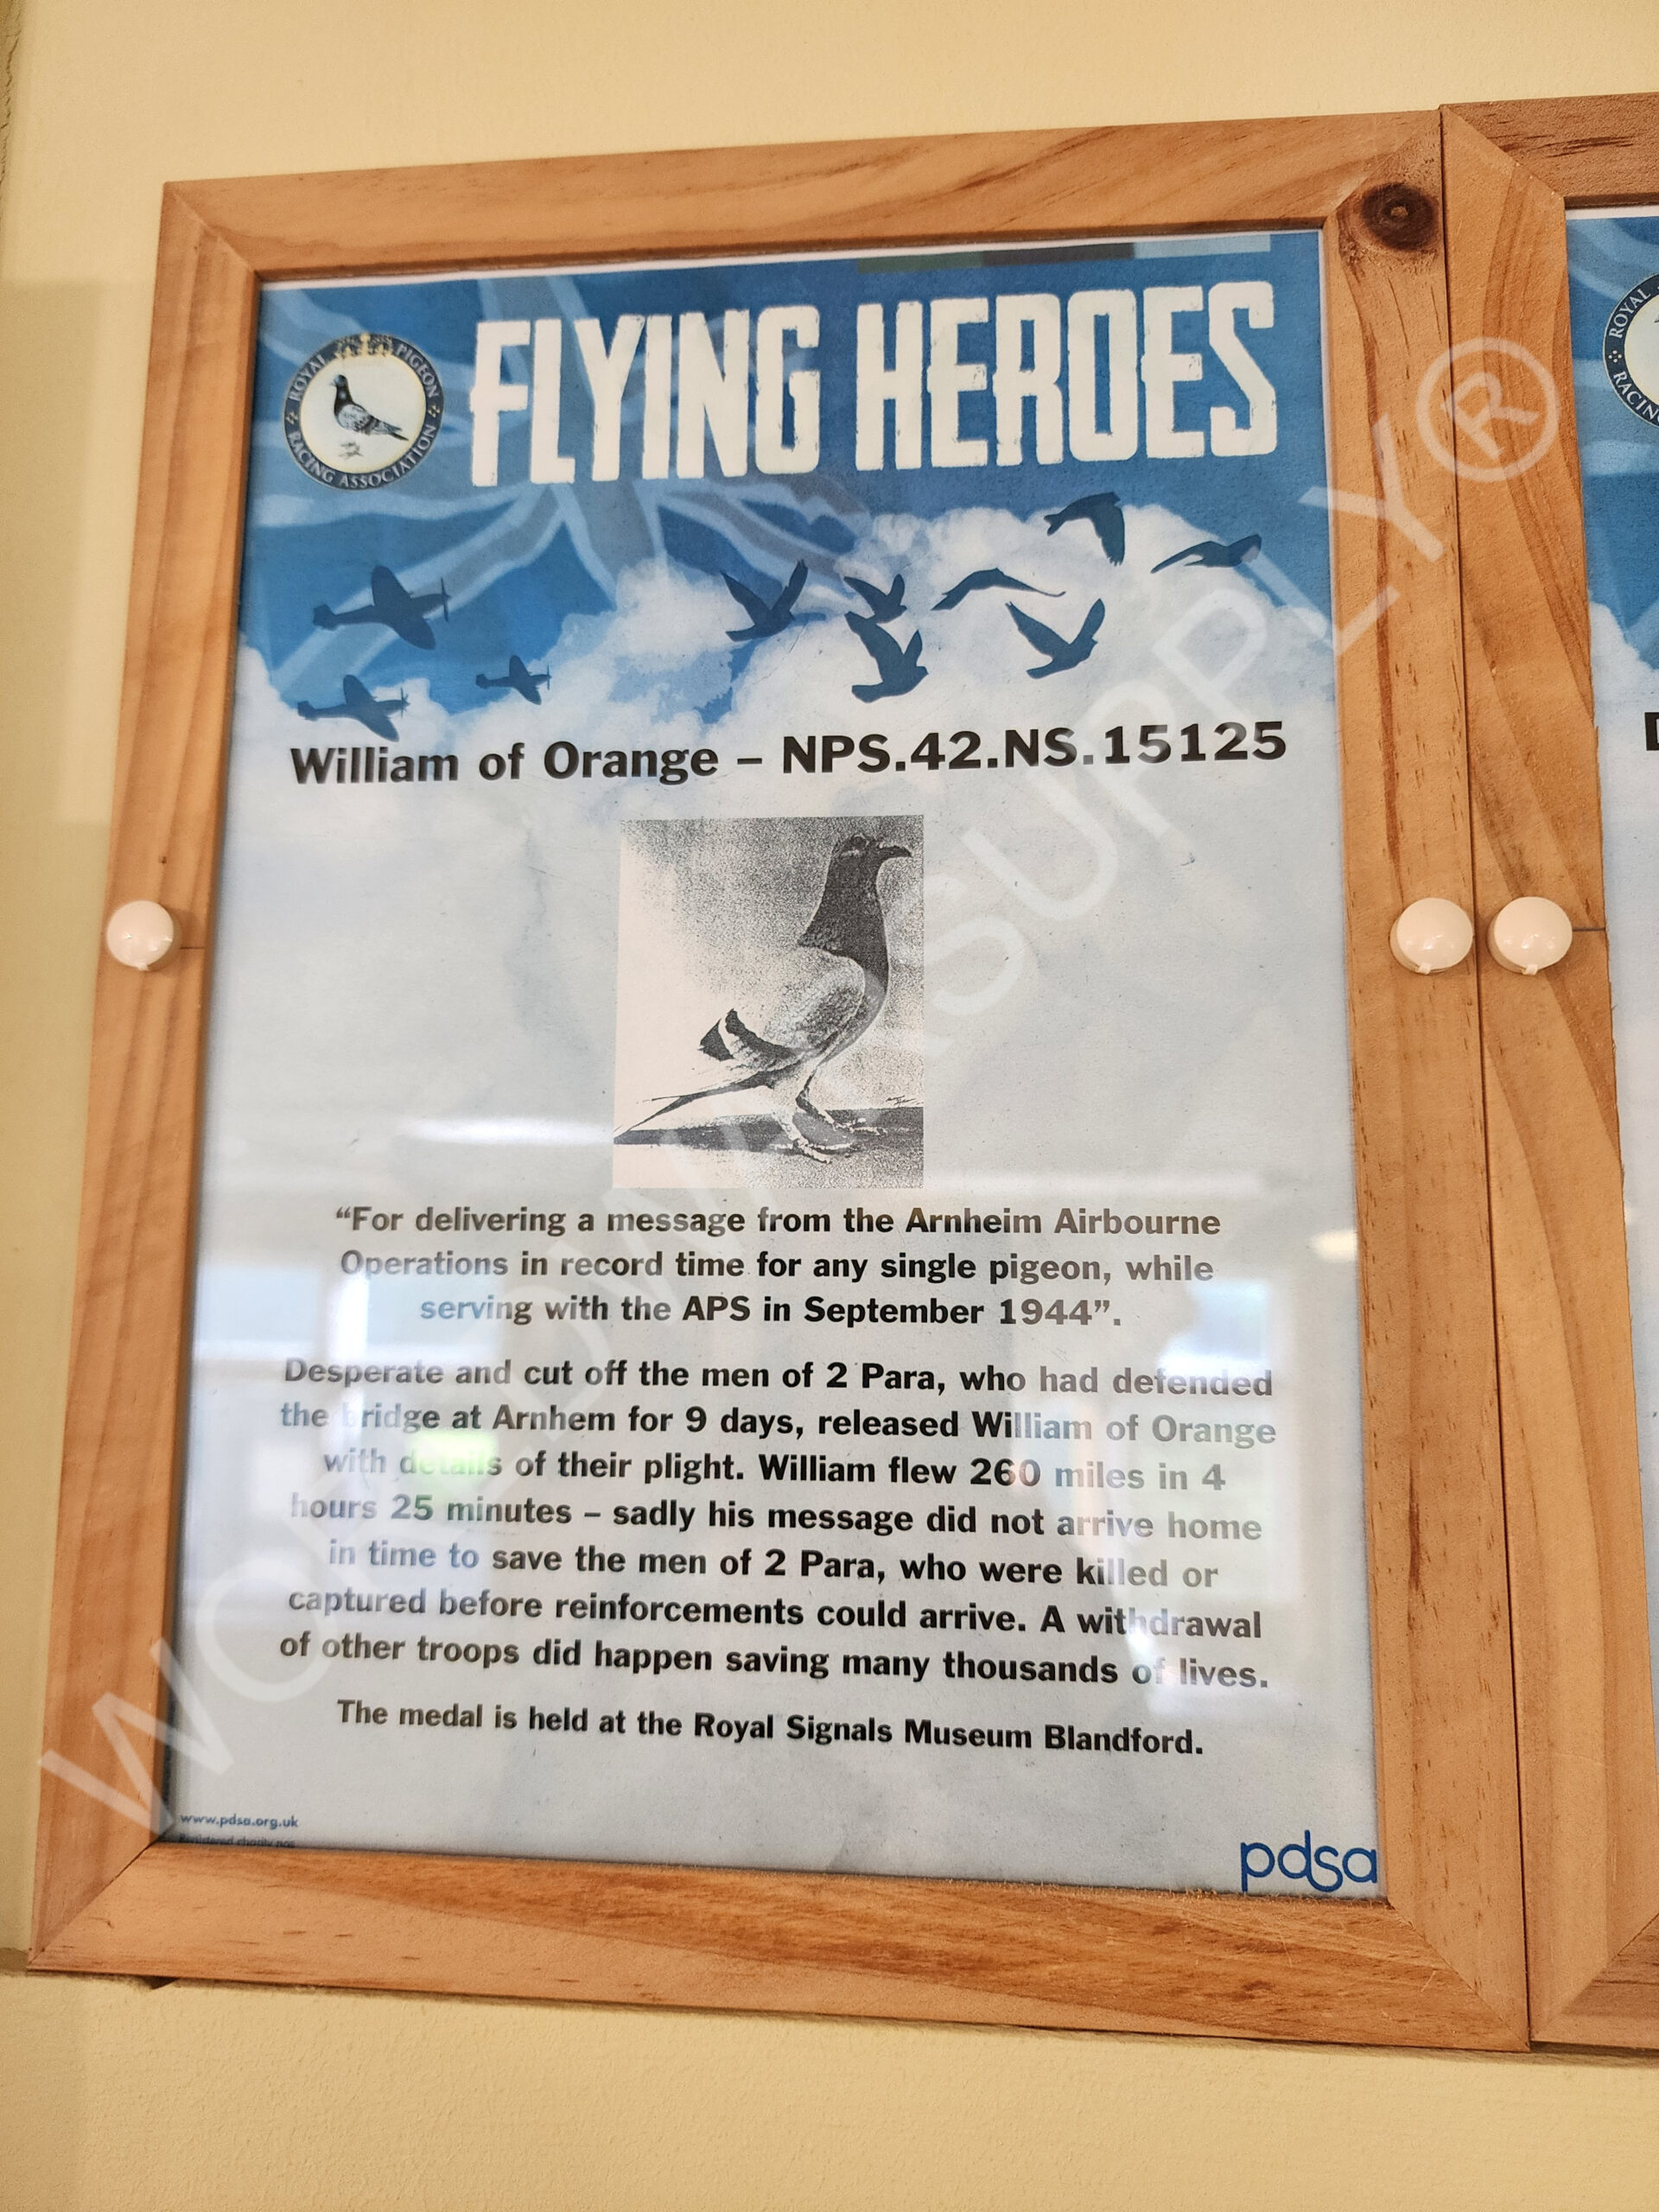 ROYAL PIGEON RACING ASSOCIATION
FLYING HEROES
William of Orange – NPS.42.NS.15125
“For delivering a message from the Arnheim Airbourne
Operations in record time for any single pigeon, while
serving with the APS in September 1944”.
Desperate and cut off the men of 2 Para, who had defended
the bridge at Arnhem for 9 days, released William of Orange
with details of their plight. William flew 260 miles in 4
hours 25 minutes – sadly his message did not arrive home
in time to save the men of 2 Para, who were killed or
captured before reinforcements could arrive. A withdrawal
of other troops did happen saving many thousands of lives.
The medal is held at the Royal Signals Museum Blandford.
www.pdsa.org.uk
Registered charity nos
pdsa
ROYAL
RACIN
WORLDWARSUPPLY®